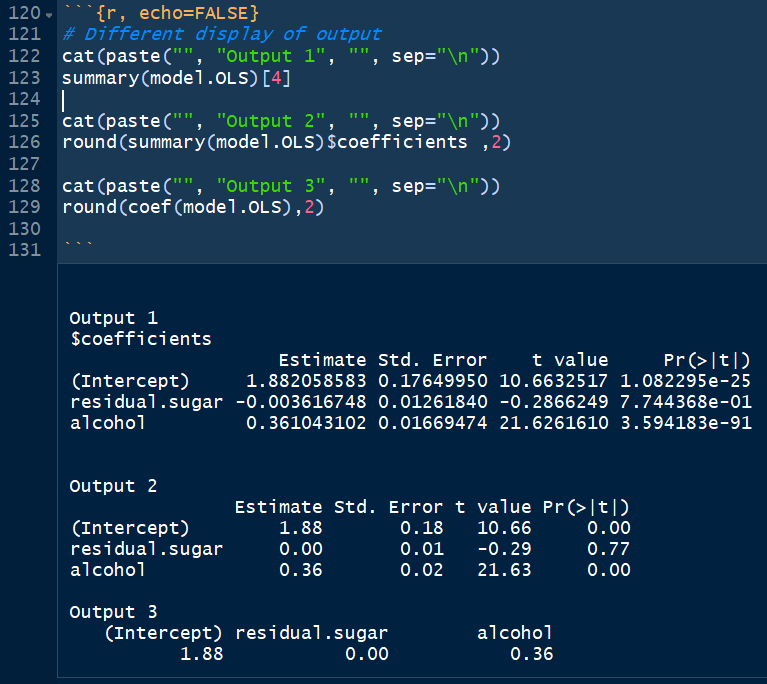 120 ```{r, echo=FALSE}
121 # Different display of output
122 cat(paste("", "Output 1", "", sep="\n"))
123 summary(model.OLS)[4]
124
125 cat(paste("", "Output 2", "", sep="\n"))
126 round(summary(model.OLS)$coefficients ,2)
127
128 cat(paste("", "Output 3", "", sep="\n"))
129 round(coef(model.OLS),2)
130
131 ```
Output 1
$coefficients
Estimate Std. Error t value Pr(>|t|)
(Intercept) 1.882058583 0.17649950 10.6632517 1.082295e-25
residual.sugar -0.003616748 0.01261840 -0.2866249 7.744368e-01
alcohol 0.361043102 0.01669474 21.6261610 3.594183e-91
Output 2
Estimate Std. Error t value Pr(>|t|)
(Intercept) 1.88 0.18 10.66 0.00
residual.sugar 0.00 0.01 -0.29 0.77
alcohol 0.36 0.02 21.63 0.00
Output 3
(Intercept) residual.sugar alcohol
1.88 0.00 0.36